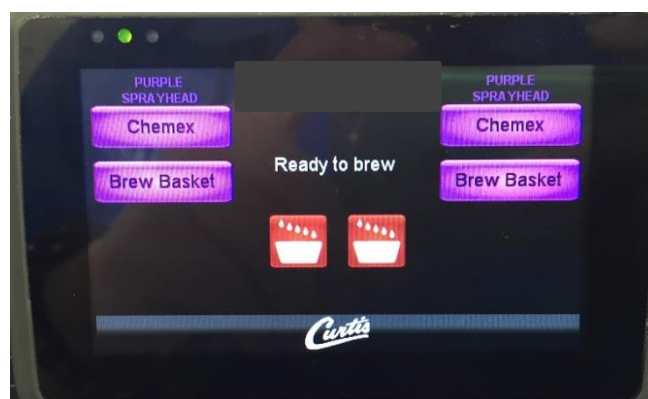 PURPLE
SPRAYHEAD
Chemex
Brew Basket
Ready to brew
PURPLE
SPRAYHEAD
Chemex
Brew Basket
Curtis